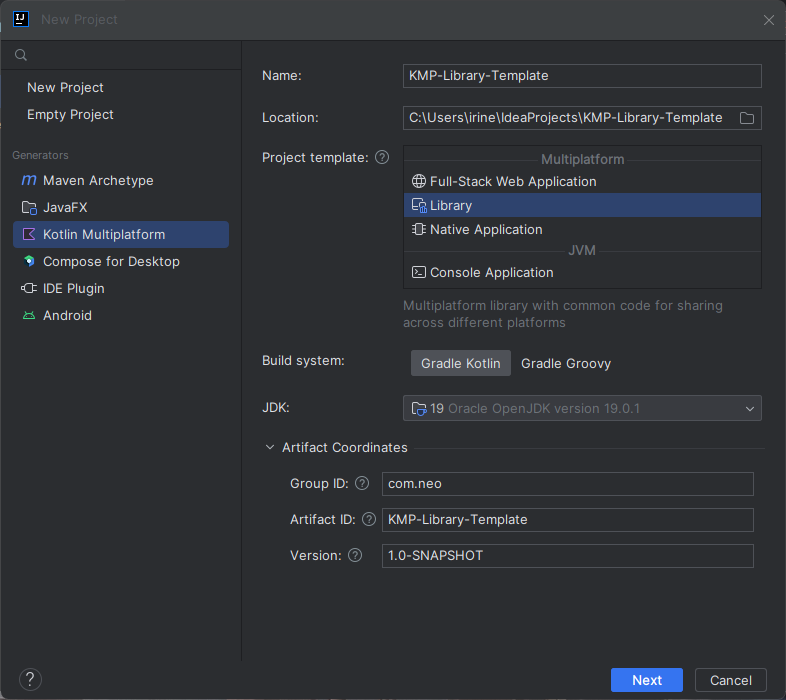 New Project
New Project
Empty Project
Generators
Maven Archetype
JavaFX
Kotlin Multiplatform
Compose for Desktop
IDE Plugin
Android
Name: KMP-Library-Template
Location: C:\Users\irine\IdeaProjects\KMP-Library-Template
Project template: ?
Multiplatform
Full-Stack Web Application
Library
Native Application
JVM
Console Application
Multiplatform library with common code for sharing
across different platforms
Build system: Gradle Kotlin Gradle Groovy
JDK: 19 Oracle OpenJDK version 19.0.1
Artifact Coordinates
Group ID: ? com.neo
Artifact ID: ? KMP-Library-Template
Version: ? 1.0-SNAPSHOT
? Next Cancel